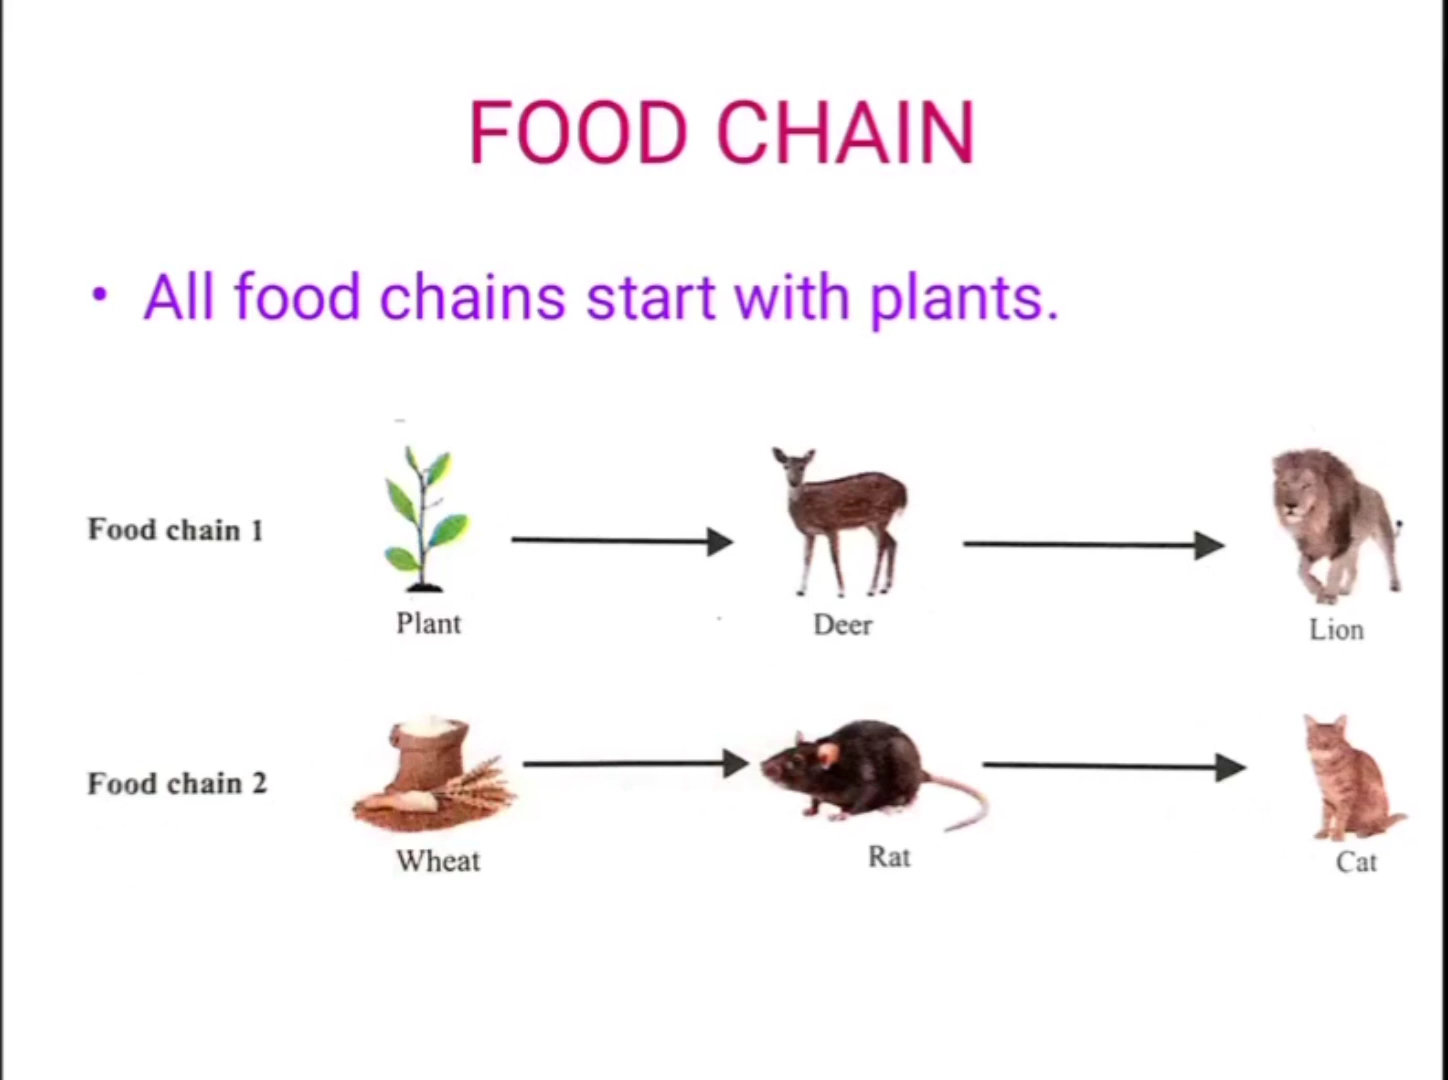 FOOD CHAIN
• All food chains start with plants.
Food chain 1
Plant
Deer
Lion
Food chain 2
Wheat
Rat
Cat